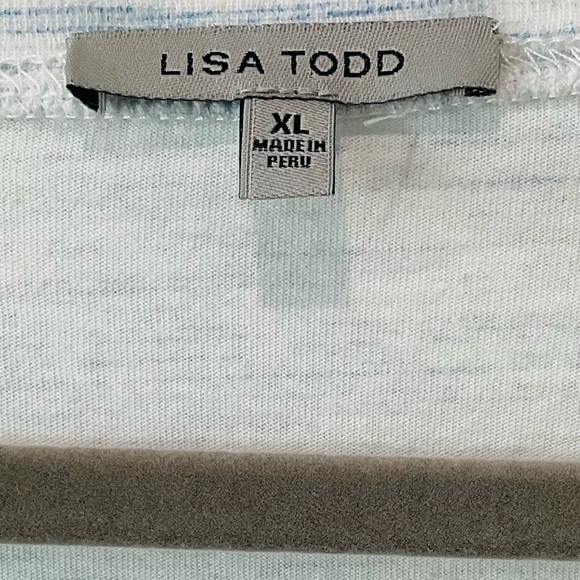 LISA TODD
XL
MADE IN
PERU